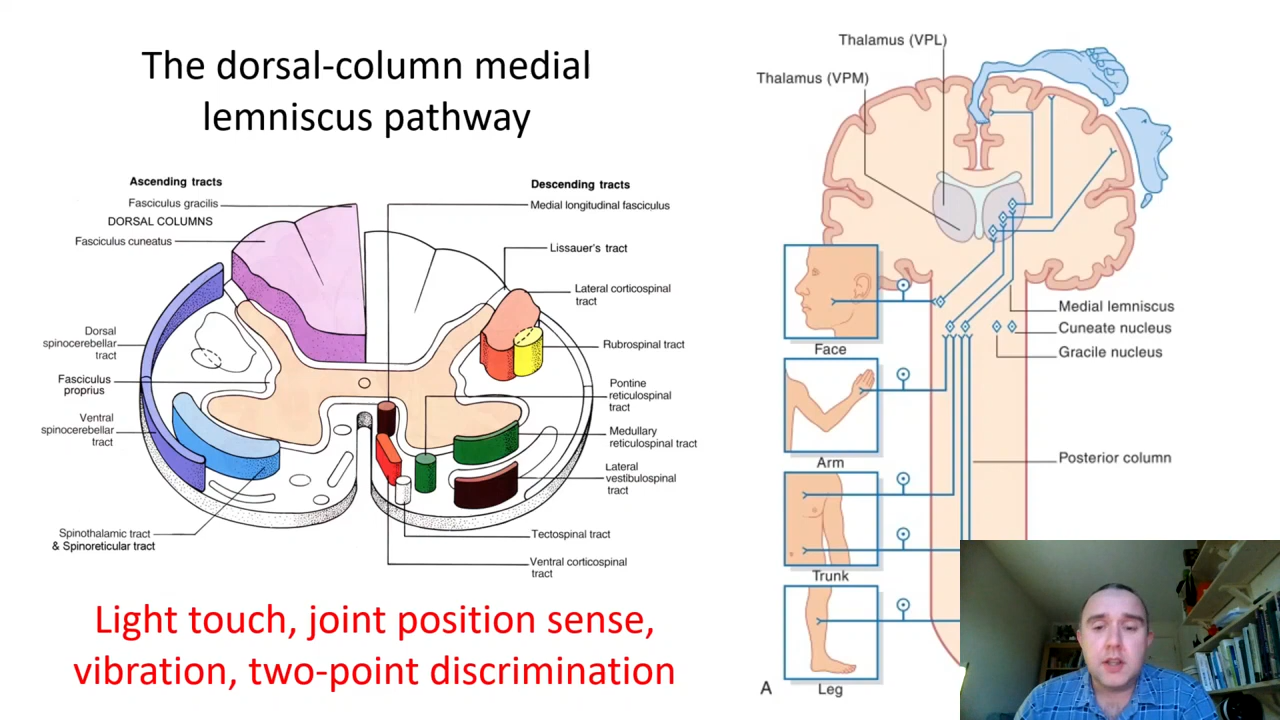 The dorsal-column medial
lemniscus pathway
Ascending tracts
Fasciculus gracilis
DORSAL COLUMNS
Fasciculus cuneatus
Dorsal
spinocerebellar
tract
Fasciculus
proprius
Ventral
spinocerebellar
tract
Spinothalamic tract
& Spinoreticular tract
Descending tracts
Medial longitudinal fasciculus
Lissauer's tract
Lateral corticospinal
tract
Rubrospinal tract
Pontine
reticulospinal
tract
Medullary
reticulospinal tract
Lateral
vestibulospinal
tract
Tectospinal tract
Ventral corticospinal
tract
Light touch, joint position sense,
vibration, two-point discrimination
Thalamus (VPL)
Thalamus (VPM)
Face
Arm
Trunk
Leg
Medial lemniscus
Cuneate nucleus
Gracile nucleus
Posterior column
A